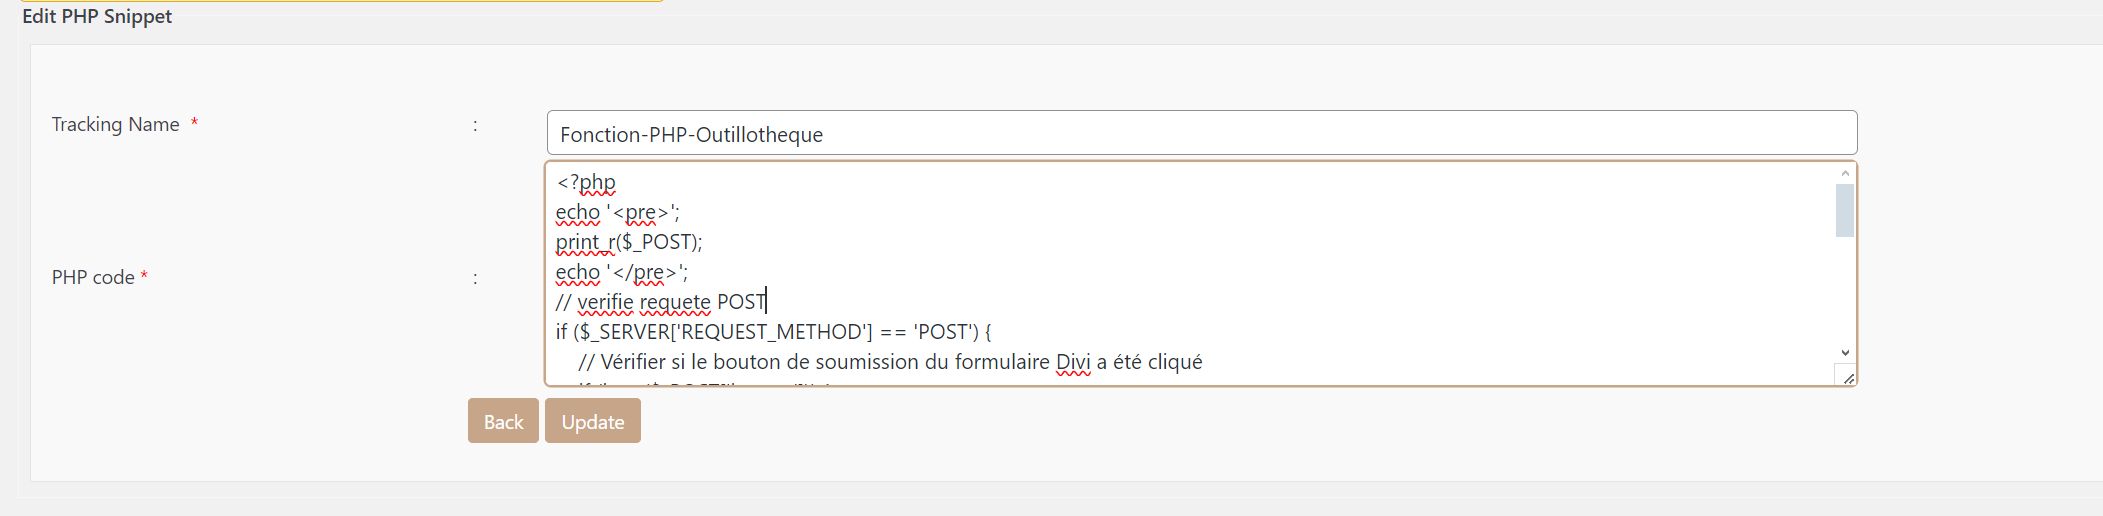 Edit PHP Snippet
Tracking Name * : Fonction-PHP-Outillotheque
<?php
echo '<pre>';
print_r($_POST);
echo '</pre>';
PHP code * :
// verifie requete POST
if ($_SERVER['REQUEST_METHOD'] == 'POST') {
// Vérifier si le bouton de soumission du formulaire Divi a été cliqué
Back Update